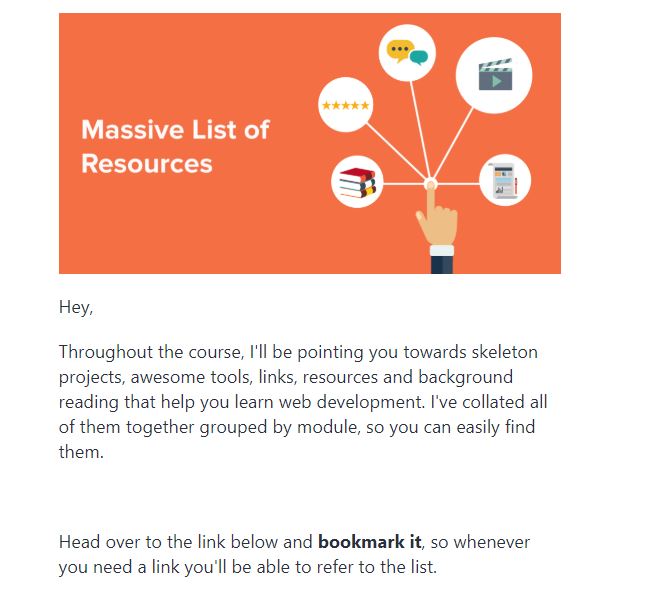 Massive List of
Resources
Hey,
Throughout the course, I'll be pointing you towards skeleton
projects, awesome tools, links, resources and background
reading that help you learn web development. I've collated all
of them together grouped by module, so you can easily find
them.
Head over to the link below and bookmark it, so whenever
you need a link you'll be able to refer to the list.